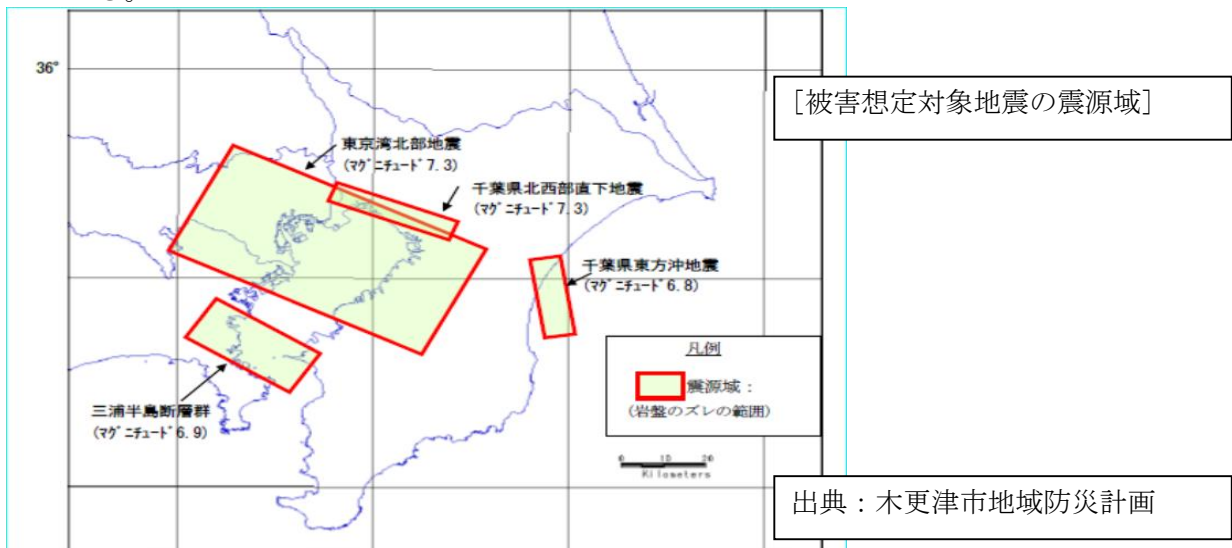 る。
36°
[被害想定対象地震の震源域]
東京湾北部地震
(マグニチュード7.3)
千葉県北西部直下地震
(マグニチュード7.3)
千葉県東方沖地震
(マグニチュード6.8)
凡例
震源域:
(岩盤のズレの範囲)
三浦半島断層群
(マグニチュード6.9)
0 10 20
Kilometers
出典:木更津市地域防災計画